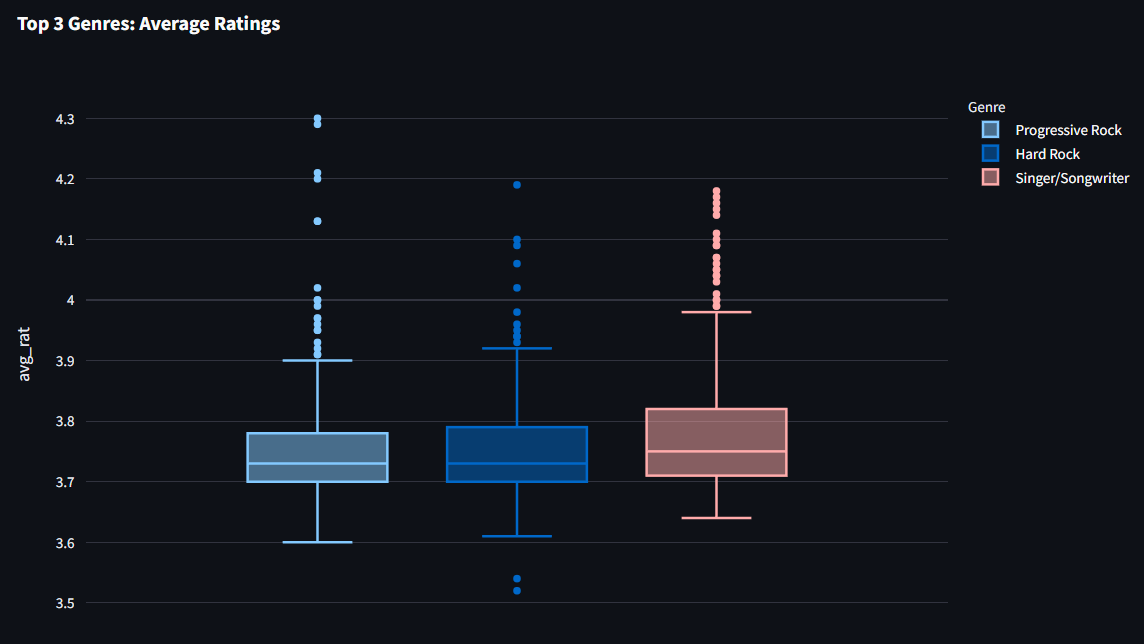 Top 3 Genres: Average Ratings
Genre
Progressive Rock
Hard Rock
Singer/Songwriter
avg_rat
4.3
4.2
4.1
4
3.9
3.8
3.7
3.6
3.5